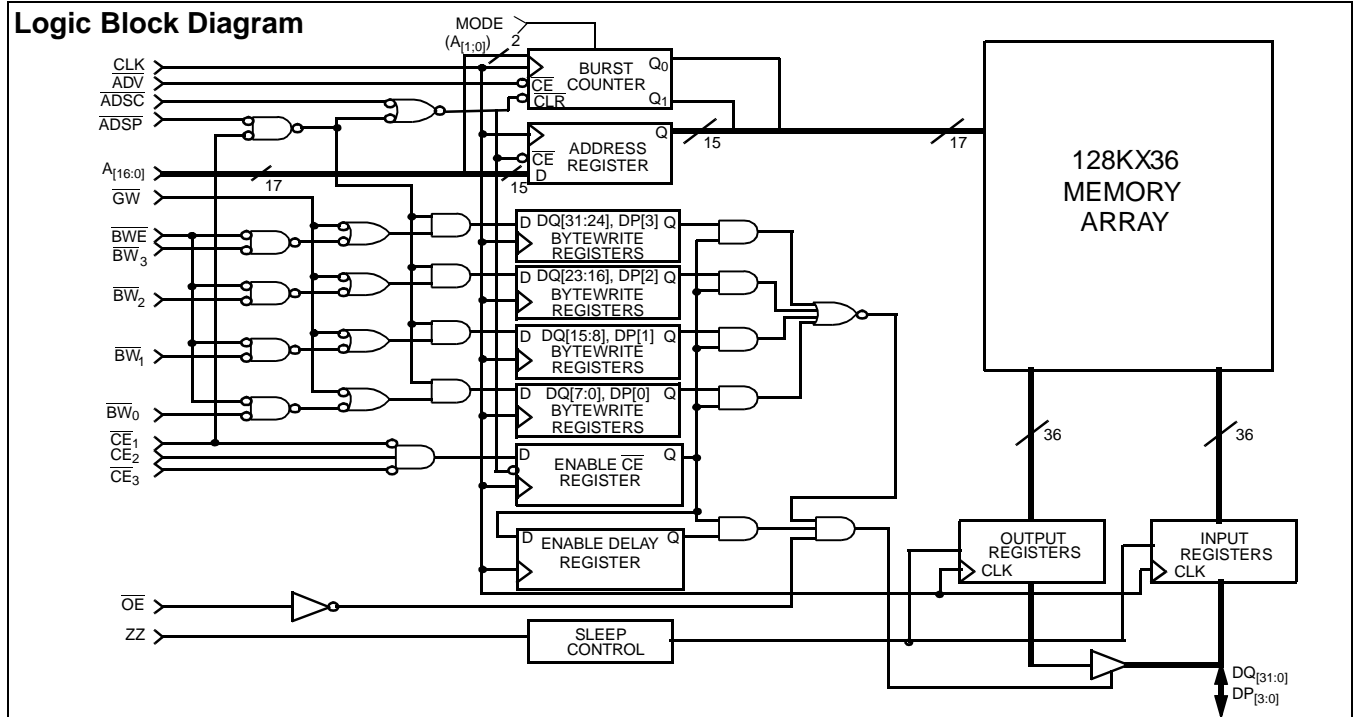 Logic Block Diagram
MODE
(A[1;0])
2
CLK
ADV
ADSC
ADSP
A[16:0]
GW
BWE
BW3
BW2
BW1
BW0
CE1
CE2
CE3
OE
ZZ
17
15
BURST
COUNTER
CE
CLR
Q0
Q1
ADDRESS
REGISTER
CE
D
Q
15
17
D DQ[31:24], DP[3] Q
BYTEWRITE
REGISTERS
D DQ[23:16], DP[2] Q
BYTEWRITE
REGISTERS
D DQ[15:8], DP[1] Q
BYTEWRITE
REGISTERS
D DQ[7:0], DP[0] Q
BYTEWRITE
REGISTERS
D ENABLE CE Q
REGISTER
D ENABLE DELAY Q
REGISTER
SLEEP
CONTROL
128KX36
MEMORY
ARRAY
36
36
OUTPUT
REGISTERS
CLK
INPUT
REGISTERS
CLK
DQ[31:0]
DP[3:0]